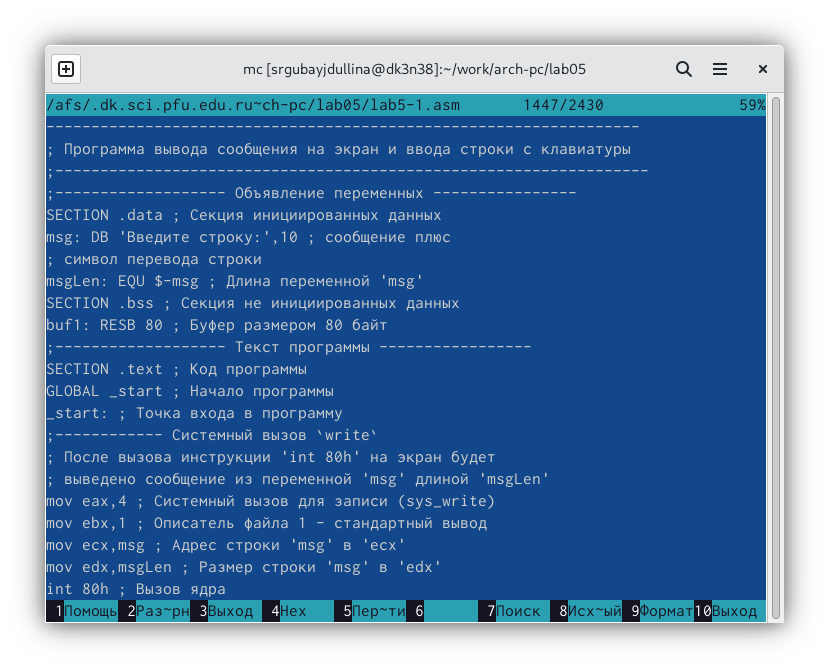 mc [srgubayjdullina@dk3n38]:~/work/arch-pc/lab05
/afs/.dk.sci.pfu.edu.ru~ch-pc/lab05/lab5-1.asm 1447/2430 59%
------------------------------------------------------------------
; Программа вывода сообщения на экран и ввода строки с клавиатуры
;------------------------------------------------------------------
;------------------- Объявление переменных ----------------
SECTION .data ; Секция инициированных данных
msg: DB 'Введите строку:',10 ; сообщение плюс
; символ перевода строки
msgLen: EQU $-msg ; Длина переменной 'msg'
SECTION .bss ; Секция не инициированных данных
buf1: RESB 80 ; Буфер размером 80 байт
;------------------- Текст программы -----------------
SECTION .text ; Код программы
GLOBAL _start ; Начало программы
_start: ; Точка входа в программу
;------------ Системный вызов `write`
; После вызова инструкции 'int 80h' на экран будет
; выведено сообщение из переменной 'msg' длиной 'msgLen'
mov eax,4 ; Системный вызов для записи (sys_write)
mov ebx,1 ; Описатель файла 1 - стандартный вывод
mov ecx,msg ; Адрес строки 'msg' в 'ecx'
mov edx,msgLen ; Размер строки 'msg' в 'edx'
int 80h ; Вызов ядра
1Помощь 2Раз~рн 3Выход 4Hex 5Пер~ти 6 7Поиск 8Исх~ый 9Формат 10Выход